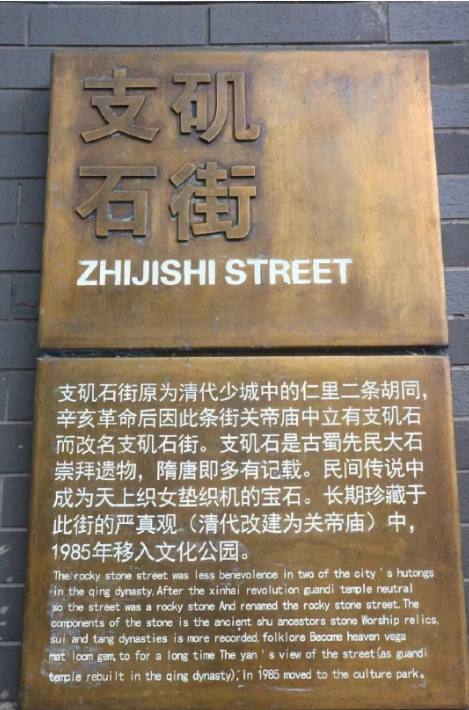 支矶
石街
ZHIJISHI STREET
支矶石街原为清代少城中的仁里二条胡同，
辛亥革命后因此条街关帝庙中立有支矶石
而改名支矶石街。支矶石是古蜀先民大石
崇拜遗物，隋唐即多有记载。民间传说中
成为天上织女垫织机的宝石。长期珍藏于
此街的严真观（清代改建为关帝庙）中，
1985年移入文化公园。
The rocky stone street was less benevolence in two of the city's hutongs
in the qing dynasty. After the xinhai revolution guandi temple neutral
so the street was a rocky stone And renamed the rocky stone street. The
components of the stone is the ancient shu ancestors stone Worship relics,
sui and tang dynasties is more recorded, folklore Become heaven vega
mat loom gem, to for a long time The yan's view of the street(as guandi
temple rebuilt in the qing dynasty); In 1985 moved to the culture park。